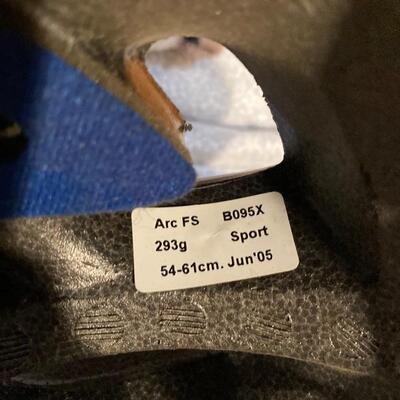 Arc FS B095X
293g Sport
54-61cm. Jun'05